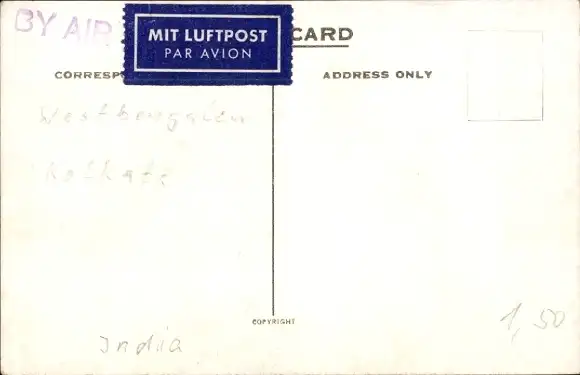 BY AIR
MIT LUFTPOST
PAR AVION
CARD
CORRESP
ADDRESS ONLY
Westbengalen
Kolkata
COPYRIGHT
India
1,50